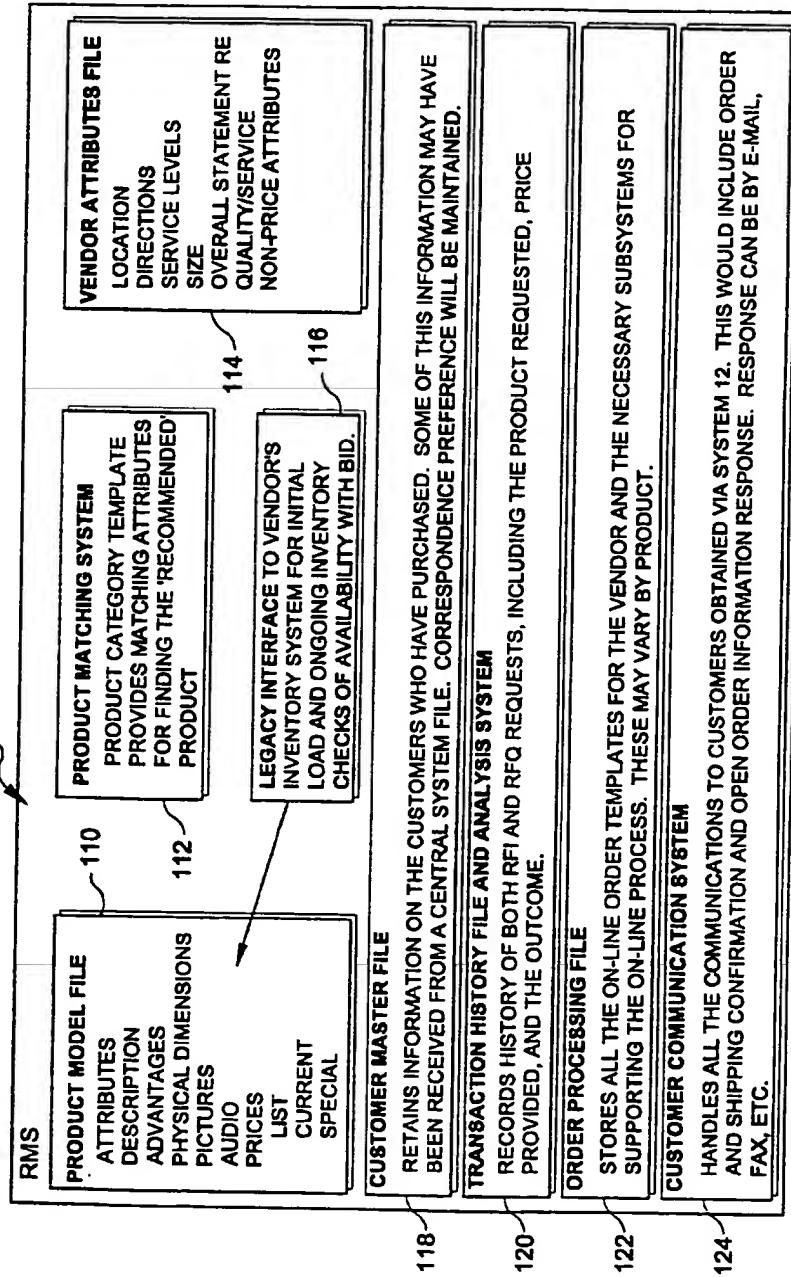 RMS
PRODUCT MODEL FILE
ATTRIBUTES
DESCRIPTION
ADVANTAGES
PHYSICAL DIMENSIONS
PICTURES
AUDIO
PRICES
LIST
CURRENT
SPECIAL
110
PRODUCT MATCHING SYSTEM
PRODUCT CATEGORY TEMPLATE
PROVIDES MATCHING ATTRIBUTES
FOR FINDING THE 'RECOMMENDED'
PRODUCT
112
LEGACY INTERFACE TO VENDOR'S
INVENTORY SYSTEM FOR INITIAL
LOAD AND ONGOING INVENTORY
CHECKS OF AVAILABILITY WITH BID.
116
VENDOR ATTRIBUTES FILE
LOCATION
DIRECTIONS
SERVICE LEVELS
SIZE
OVERALL STATEMENT RE
QUALITY/SERVICE
NON-PRICE ATTRIBUTES
114
CUSTOMER MASTER FILE
RETAINS INFORMATION ON THE CUSTOMERS WHO HAVE PURCHASED. SOME OF THIS INFORMATION MAY HAVE
BEEN RECEIVED FROM A CENTRAL SYSTEM FILE. CORRESPONDENCE PREFERENCE WILL BE MAINTAINED.
118
TRANSACTION HISTORY FILE AND ANALYSIS SYSTEM
RECORDS HISTORY OF BOTH RFI AND RFQ REQUESTS, INCLUDING THE PRODUCT REQUESTED, PRICE
PROVIDED, AND THE OUTCOME.
120
ORDER PROCESSING FILE
STORES ALL THE ON-LINE ORDER TEMPLATES FOR THE VENDOR AND THE NECESSARY SUBSYSTEMS FOR
SUPPORTING THE ON-LINE PROCESS. THESE MAY VARY BY PRODUCT.
122
CUSTOMER COMMUNICATION SYSTEM
HANDLES ALL THE COMMUNICATIONS TO CUSTOMERS OBTAINED VIA SYSTEM 12. THIS WOULD INCLUDE ORDER
AND SHIPPING CONFIRMATION AND OPEN ORDER INFORMATION RESPONSE. RESPONSE CAN BE BY E-MAIL,
FAX, ETC.
124